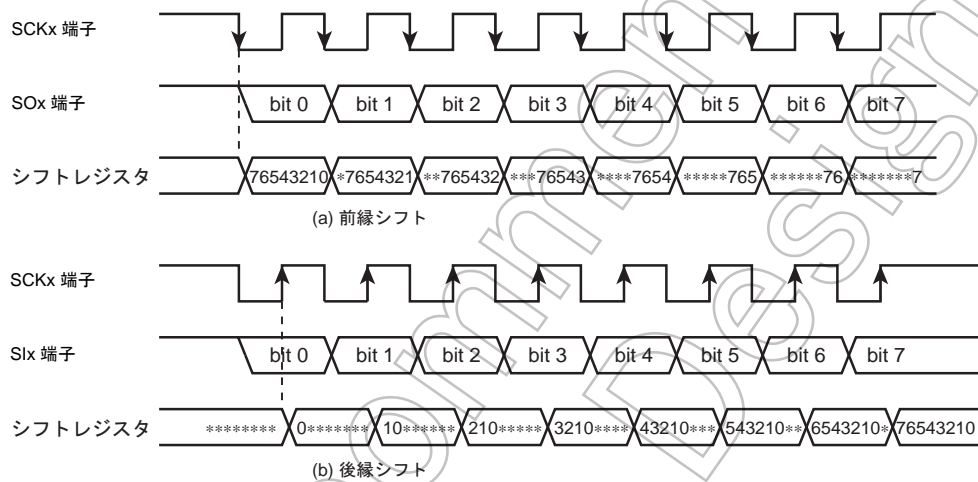 SCKx 端子
SOx 端子 bit 0 bit 1 bit 2 bit 3 bit 4 bit 5 bit 6 bit 7
シフトレジスタ 76543210 *7654321 **765432 ***76543 ****7654 *****765 ******76 *******7
(a) 前縁シフト
SCKx 端子
SIx 端子 bit 0 bit 1 bit 2 bit 3 bit 4 bit 5 bit 6 bit 7
シフトレジスタ ******** 0******* 10****** 210***** 3210**** 43210*** 543210** 6543210* 76543210
(b) 後縁シフト
ommen
Design